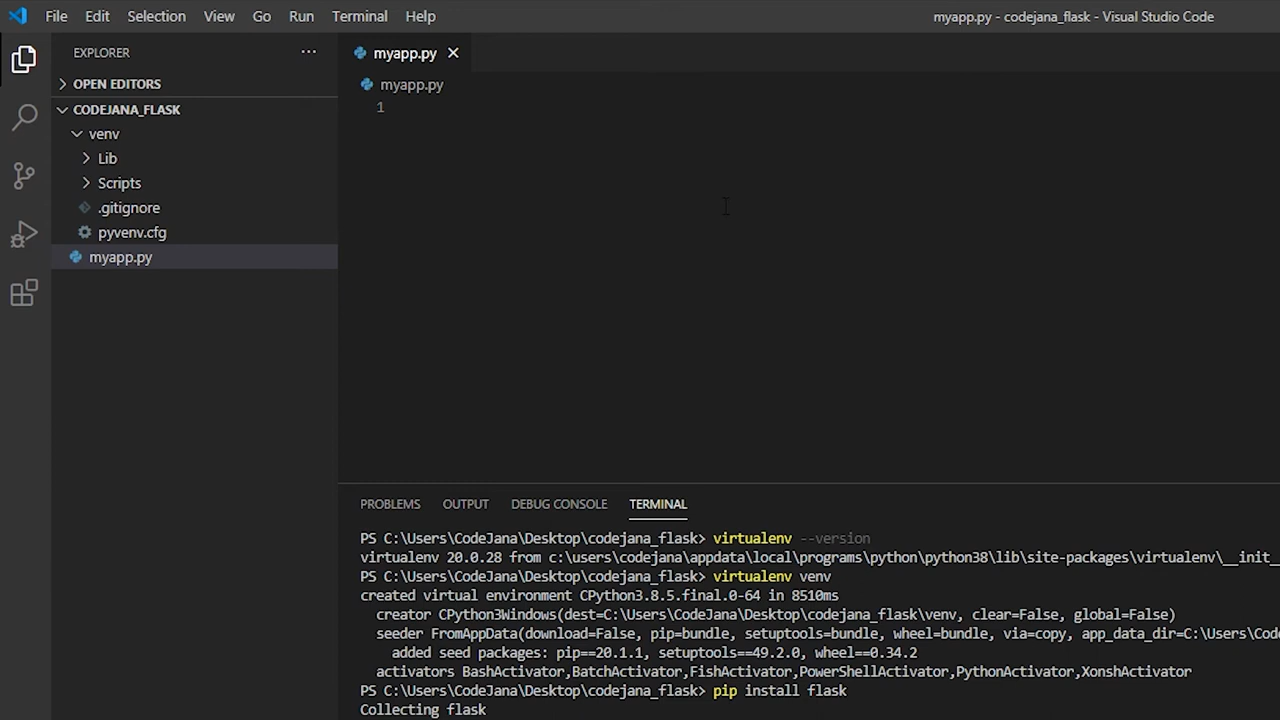 File Edit Selection View Go Run Terminal Help myapp.py - codejana_flask - Visual Studio Code
EXPLORER ···
OPEN EDITORS
CODEJANA_FLASK
venv
Lib
Scripts
.gitignore
pyvenv.cfg
myapp.py
myapp.py
myapp.py
1
PROBLEMS OUTPUT DEBUG CONSOLE TERMINAL
PS C:\Users\CodeJana\Desktop\codejana_flask> virtualenv --version
virtualenv 20.0.28 from c:\users\codejana\appdata\local\programs\python\python38\lib\site-packages\virtualenv\__init_
PS C:\Users\CodeJana\Desktop\codejana_flask> virtualenv venv
created virtual environment CPython3.8.5.final.0-64 in 8510ms
creator CPython3Windows(dest=C:\Users\CodeJana\Desktop\codejana_flask\venv, clear=False, global=False)
seeder FromAppData(download=False, pip=bundle, setuptools=bundle, wheel=bundle, via=copy, app_data_dir=C:\Users\Cod
added seed packages: pip==20.1.1, setuptools==49.2.0, wheel==0.34.2
activators BashActivator,BatchActivator,FishActivator,PowerShellActivator,PythonActivator,XonshActivator
PS C:\Users\CodeJana\Desktop\codejana_flask> pip install flask
Collecting flask